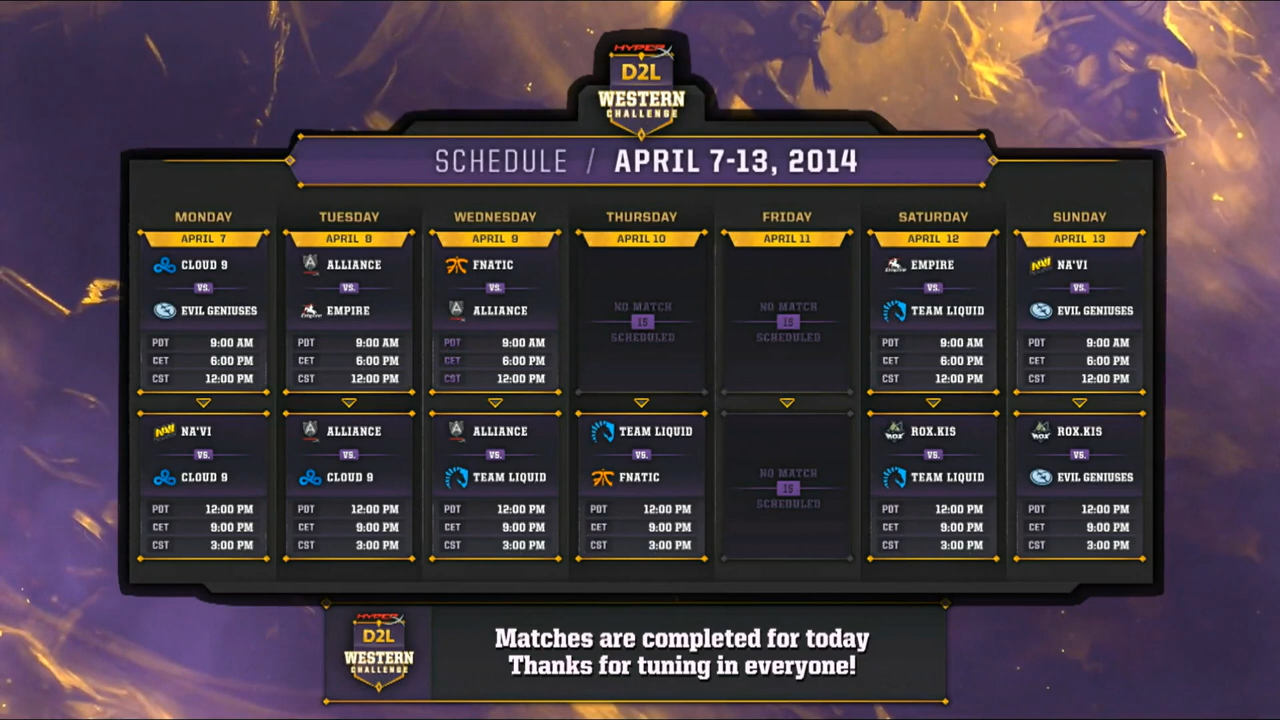 HYPERX
D2L
WESTERN
CHALLENGE
SCHEDULE / APRIL 7-13, 2014
MONDAY
APRIL 7
CLOUD 9
VS.
EVIL GENIUSES
PDT 9:00 AM
CET 6:00 PM
CST 12:00 PM
NA'VI
VS.
CLOUD 9
PDT 12:00 PM
CET 9:00 PM
CST 3:00 PM
TUESDAY
APRIL 8
ALLIANCE
VS.
EMPIRE
PDT 9:00 AM
CET 6:00 PM
CST 12:00 PM
ALLIANCE
VS.
CLOUD 9
PDT 12:00 PM
CET 9:00 PM
CST 3:00 PM
WEDNESDAY
APRIL 9
FNATIC
VS.
ALLIANCE
PDT 9:00 AM
CET 6:00 PM
CST 12:00 PM
ALLIANCE
VS.
TEAM LIQUID
PDT 12:00 PM
CET 9:00 PM
CST 3:00 PM
THURSDAY
APRIL 10
NO MATCH
IS
SCHEDULED
TEAM LIQUID
VS.
FNATIC
PDT 12:00 PM
CET 9:00 PM
CST 3:00 PM
FRIDAY
APRIL 11
NO MATCH
IS
SCHEDULED
NO MATCH
IS
SCHEDULED
SATURDAY
APRIL 12
EMPIRE
VS.
TEAM LIQUID
PDT 9:00 AM
CET 6:00 PM
CST 12:00 PM
ROX.KIS
VS.
TEAM LIQUID
PDT 12:00 PM
CET 9:00 PM
CST 3:00 PM
SUNDAY
APRIL 13
NA'VI
VS.
EVIL GENIUSES
PDT 9:00 AM
CET 6:00 PM
CST 12:00 PM
ROX.KIS
VS.
EVIL GENIUSES
PDT 12:00 PM
CET 9:00 PM
CST 3:00 PM
HYPERX
D2L
WESTERN
CHALLENGE
Matches are completed for today
Thanks for tuning in everyone!